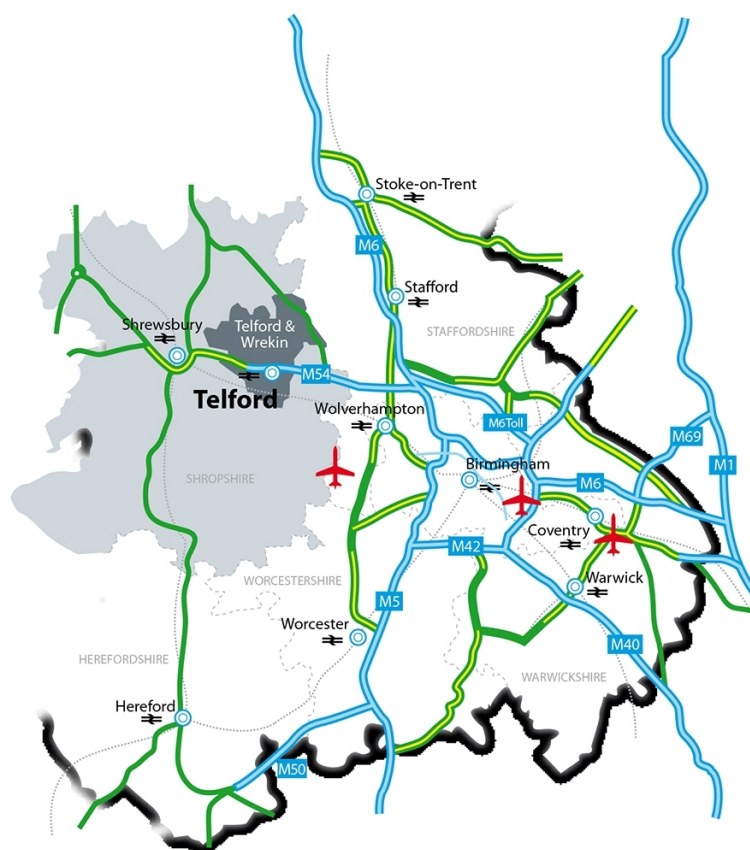 Stoke-on-Trent
M6
Stafford
STAFFORDSHIRE
Shrewsbury
Telford &
Wrekin
M54
Telford
Wolverhampton
M6Toll
M69
M1
Birmingham
M6
SHROPSHIRE
Coventry
M42
WORCESTERSHIRE
Warwick
M5
Worcester
M40
HEREFORDSHIRE
WARWICKSHIRE
Hereford
M50